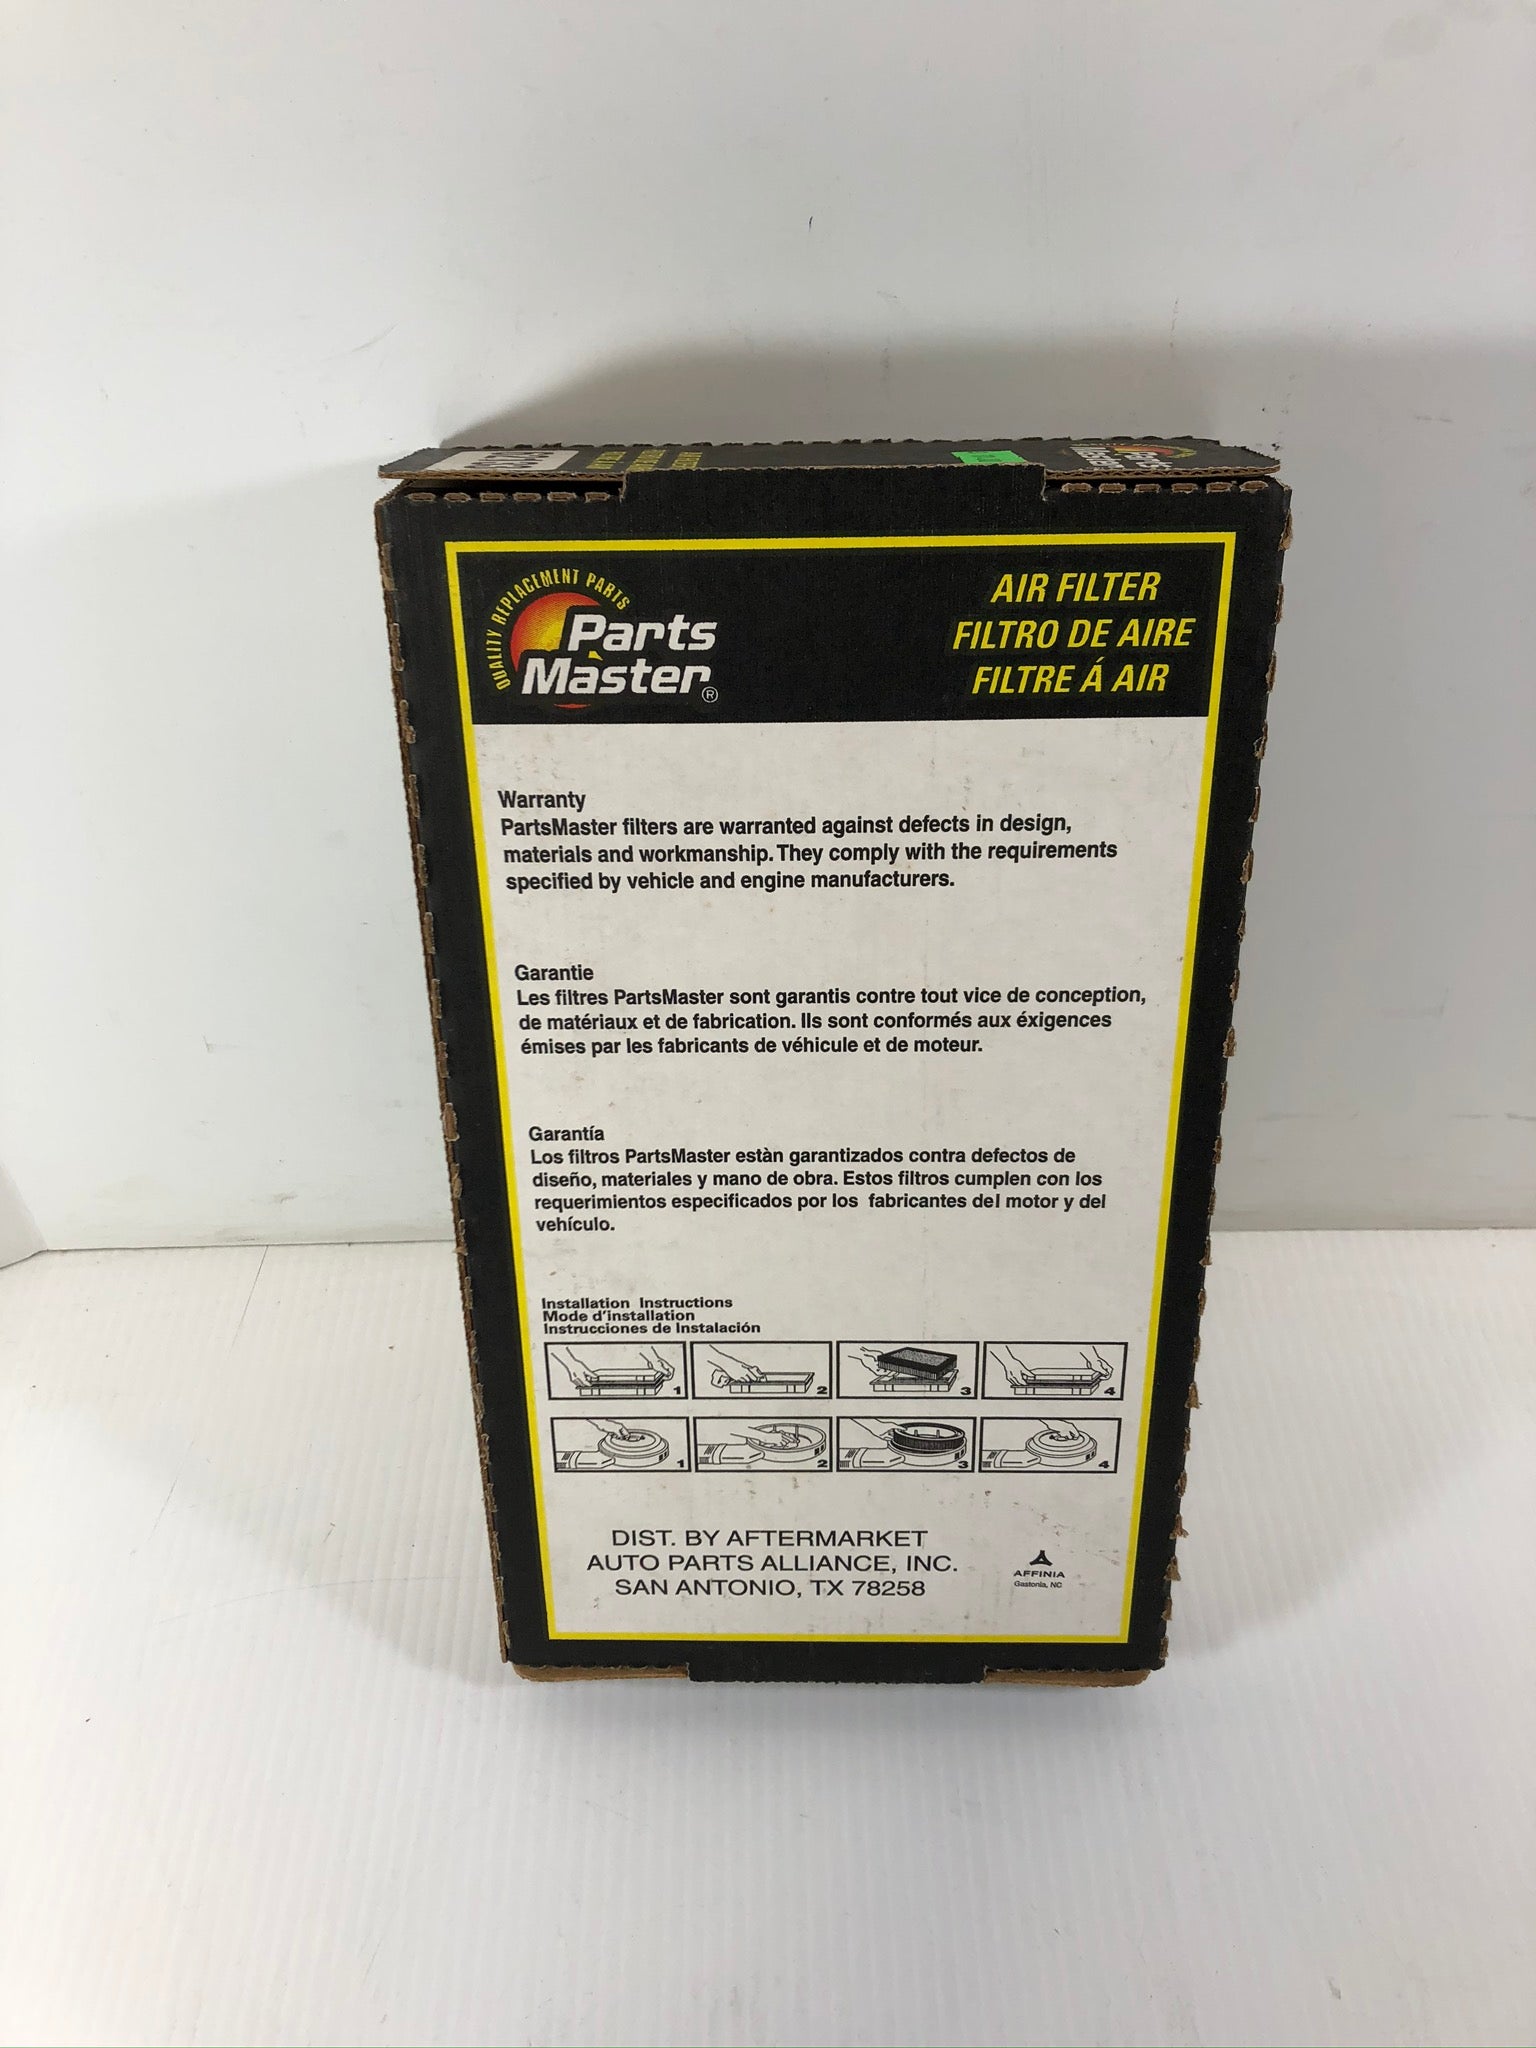 QUALITY REPLACEMENT PARTS
Parts
Master
®
AIR FILTER
FILTRO DE AIRE
FILTRE Á AIR
Warranty
PartsMaster filters are warranted against defects in design,
materials and workmanship. They comply with the requirements
specified by vehicle and engine manufacturers.
Garantie
Les filtres PartsMaster sont garantis contre tout vice de conception,
de matériaux et de fabrication. Ils sont conformés aux éxigences
émises par les fabricants de véhicule et de moteur.
Garantía
Los filtros PartsMaster estàn garantizados contra defectos de
diseño, materiales y mano de obra. Estos filtros cumplen con los
requerimientos especificados por los fabricantes del motor y del
vehículo.
Installation Instructions
Mode d'installation
Instrucciones de Instalación
1 2 3 4
1 2 3 4
DIST. BY AFTERMARKET
AUTO PARTS ALLIANCE, INC.
SAN ANTONIO, TX 78258
AFFINIA
Gastonia, NC